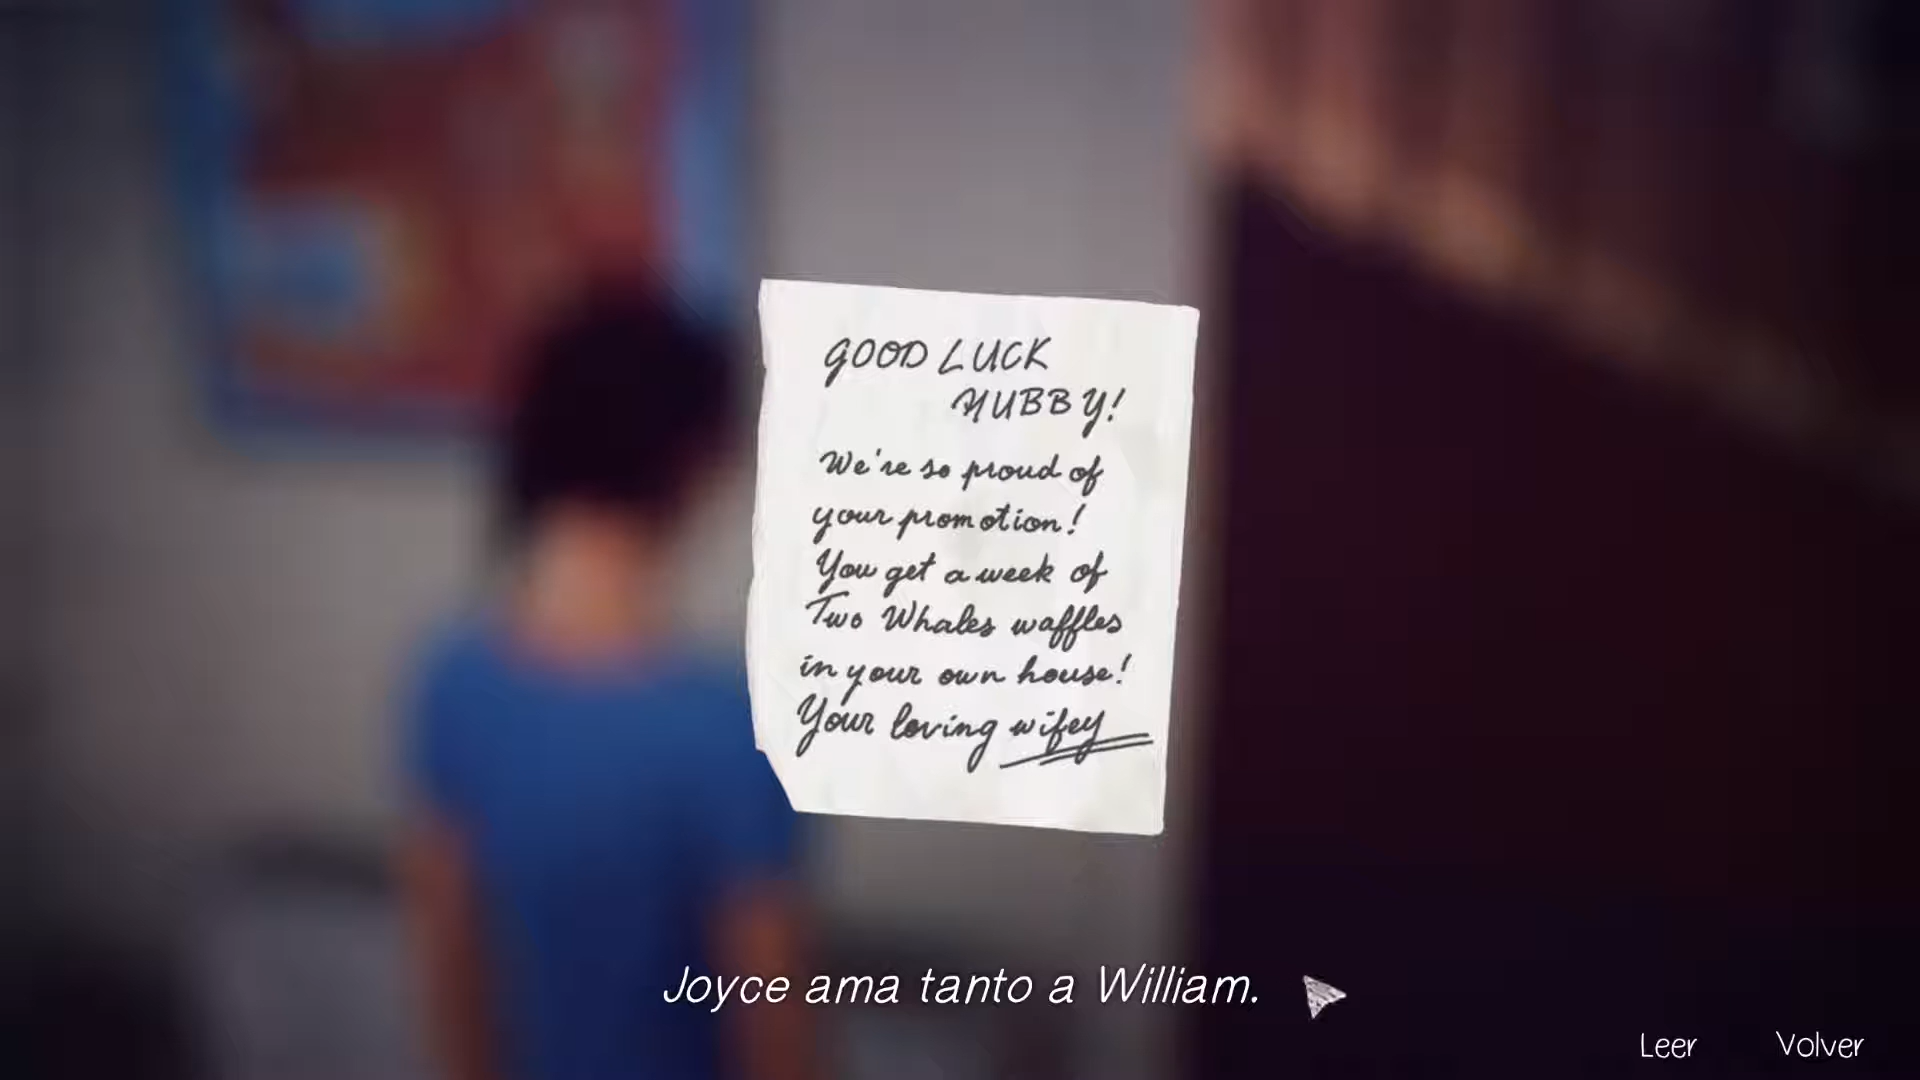 GOOD LUCK
HUBBY!
We're so proud of
your promotion!
You get a week of
Two Whales waffles
in your own house!
Your loving wifey
Joyce ama tanto a William.
Leer Volver